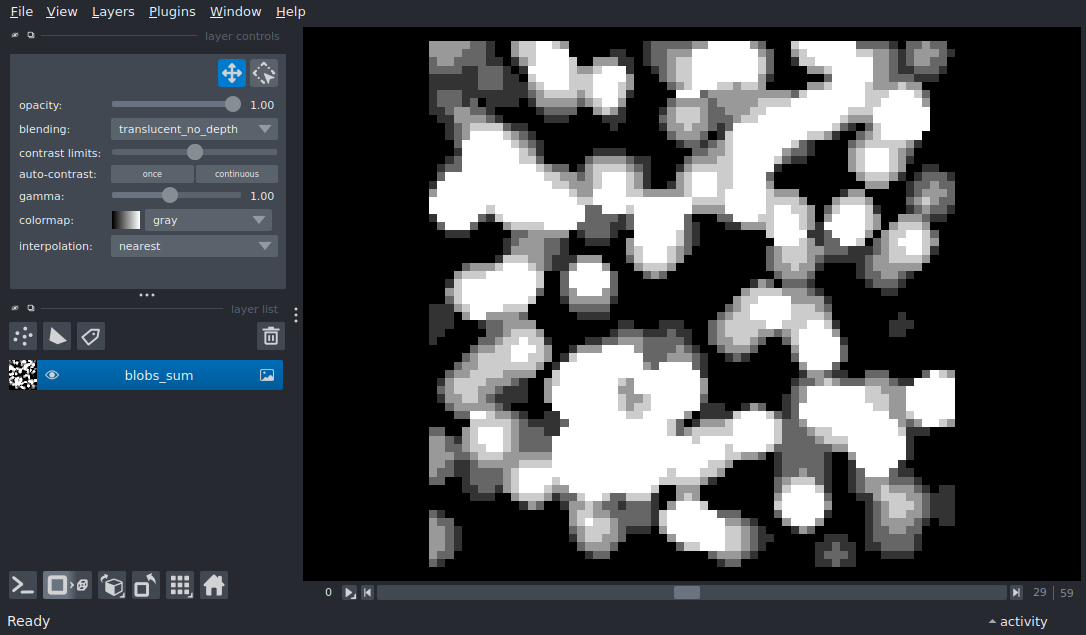 File View Layers Plugins Window Help
layer controls
opacity: 1.00
blending: translucent_no_depth
contrast limits:
auto-contrast: once continuous
gamma: 1.00
colormap: gray
interpolation: nearest
layer list
blobs_sum
0 29 59
Ready activity